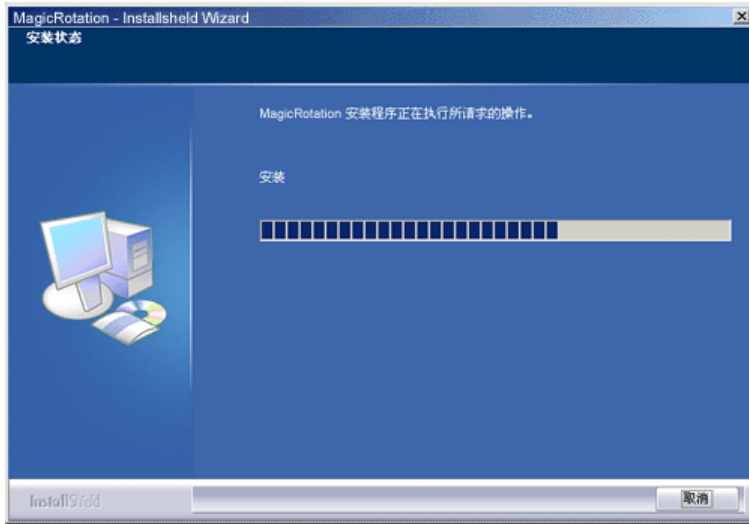 MagicRotation - Installsheld Wizard
安装状态
MagicRotation 安装程序正在执行所请求的操作。
安装
InstallShield
取消